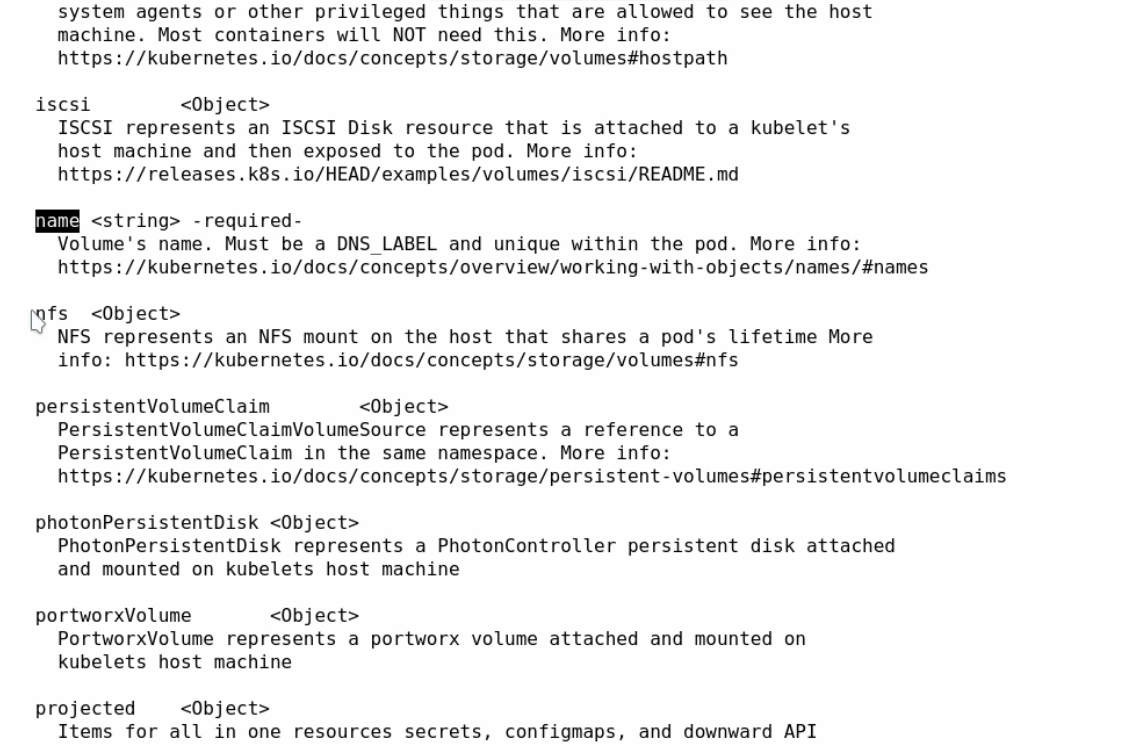 system agents or other privileged things that are allowed to see the host
machine. Most containers will NOT need this. More info:
https://kubernetes.io/docs/concepts/storage/volumes#hostpath
iscsi <Object>
ISCSI represents an ISCSI Disk resource that is attached to a kubelet's
host machine and then exposed to the pod. More info:
https://releases.k8s.io/HEAD/examples/volumes/iscsi/README.md
name <string> -required-
Volume's name. Must be a DNS_LABEL and unique within the pod. More info:
https://kubernetes.io/docs/concepts/overview/working-with-objects/names/#names
nfs <Object>
NFS represents an NFS mount on the host that shares a pod's lifetime More
info: https://kubernetes.io/docs/concepts/storage/volumes#nfs
persistentVolumeClaim <Object>
PersistentVolumeClaimVolumeSource represents a reference to a
PersistentVolumeClaim in the same namespace. More info:
https://kubernetes.io/docs/concepts/storage/persistent-volumes#persistentvolumeclaims
photonPersistentDisk <Object>
PhotonPersistentDisk represents a PhotonController persistent disk attached
and mounted on kubelets host machine
portworxVolume <Object>
PortworxVolume represents a portworx volume attached and mounted on
kubelets host machine
projected <Object>
Items for all in one resources secrets, configmaps, and downward API